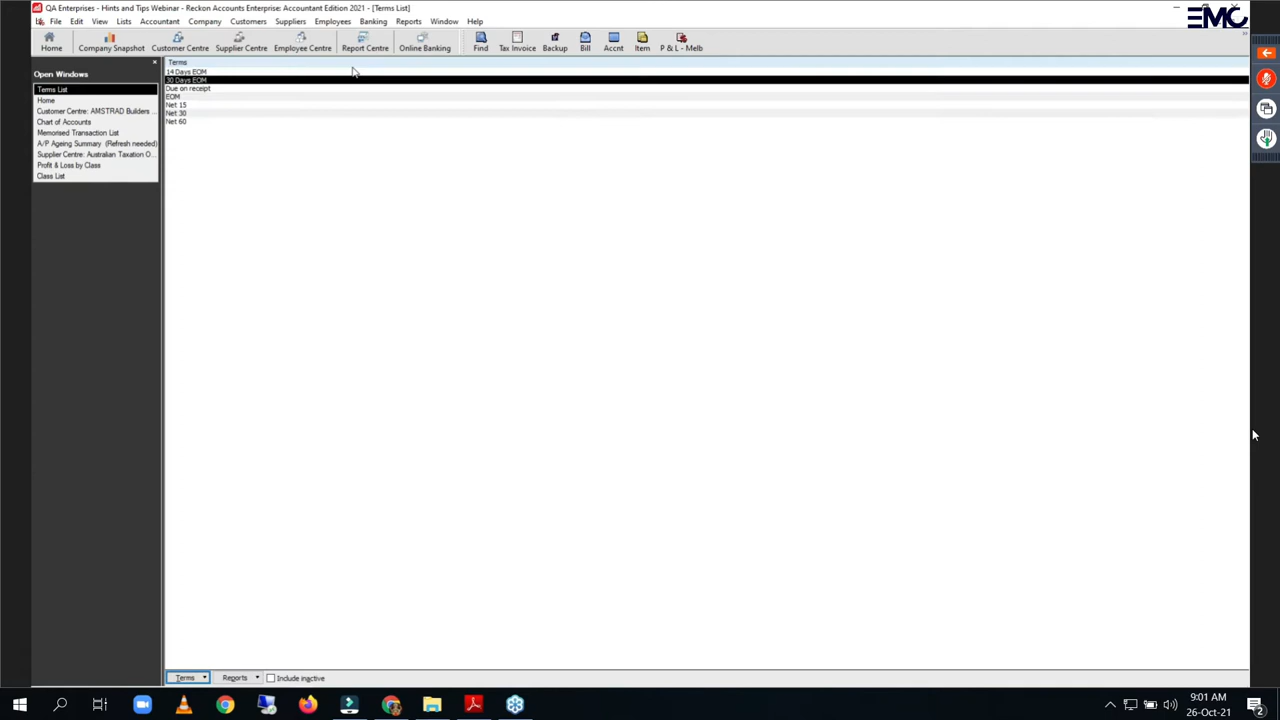 QA Enterprises - Hints and Tips Webinar - Reckon Accounts Enterprise: Accountant Edition 2021 - [Terms List]
EMC
File Edit View Lists Accountant Company Customers Suppliers Employees Banking Reports Window Help
Home Company Snapshot Customer Centre Supplier Centre Employee Centre Report Centre Online Banking Find Tax Invoice Backup Bill Accnt Item P & L - Melb
Open Windows
Terms List
Home
Customer Centre: AMSTRAD Builders ...
Chart of Accounts
Memorised Transaction List
A/P Ageing Summary (Refresh needed)
Supplier Centre: Australian Taxation O...
Profit & Loss by Class
Class List
Terms
14 Days EOM
30 Days EOM
Due on receipt
EOM
Net 15
Net 30
Net 60
Terms Reports Include inactive
9:01 AM
26-Oct-21
2